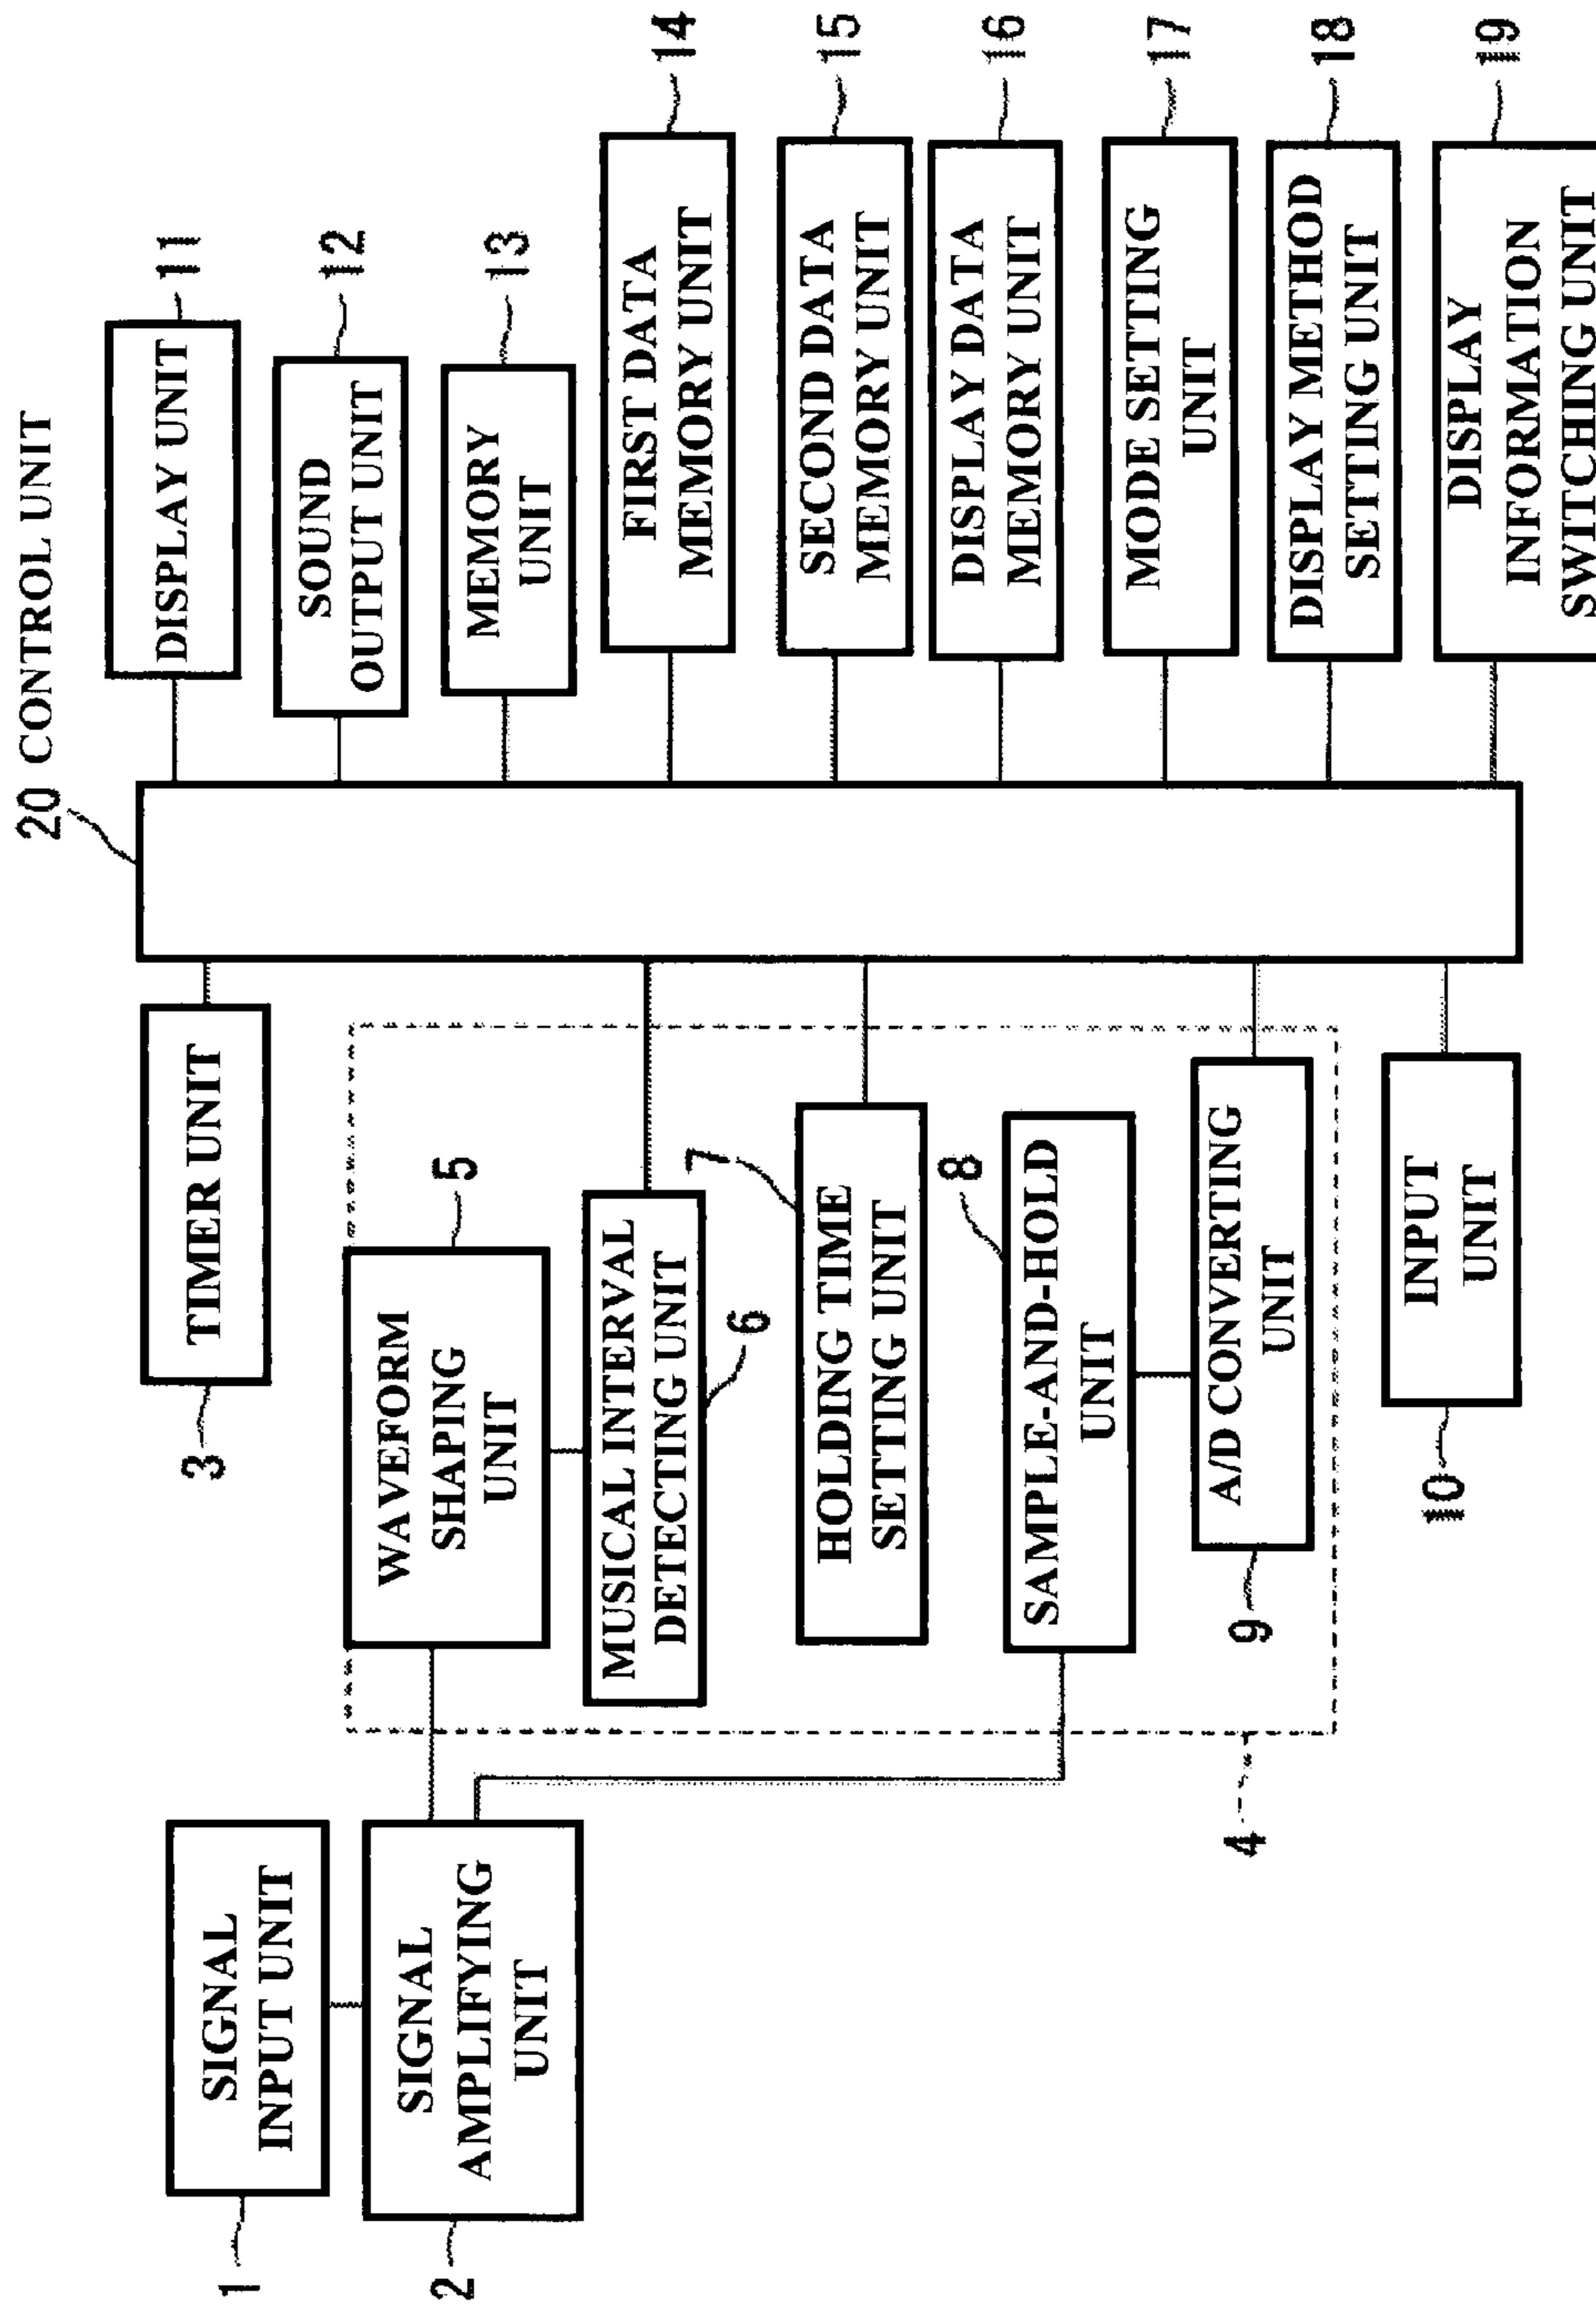 20 CONTROL UNIT
1
SIGNAL
INPUT UNIT
2
SIGNAL
AMPLIFYING
UNIT
3
TIMER UNIT
4
5
WAVEFORM
SHAPING
UNIT
MUSICAL INTERVAL
DETECTING UNIT
6
7
HOLDING TIME
SETTING UNIT
8
SAMPLE-AND-HOLD
UNIT
9
A/D CONVERTING
UNIT
10
INPUT
UNIT
DISPLAY UNIT
11
SOUND
OUTPUT UNIT
12
MEMORY
UNIT
13
FIRST DATA
MEMORY UNIT
14
SECOND DATA
MEMORY UNIT
15
DISPLAY DATA
MEMORY UNIT
16
MODE SETTING
UNIT
17
DISPLAY METHOD
SETTING UNIT
18
DISPLAY
INFORMATION
SWITCHING UNIT
19